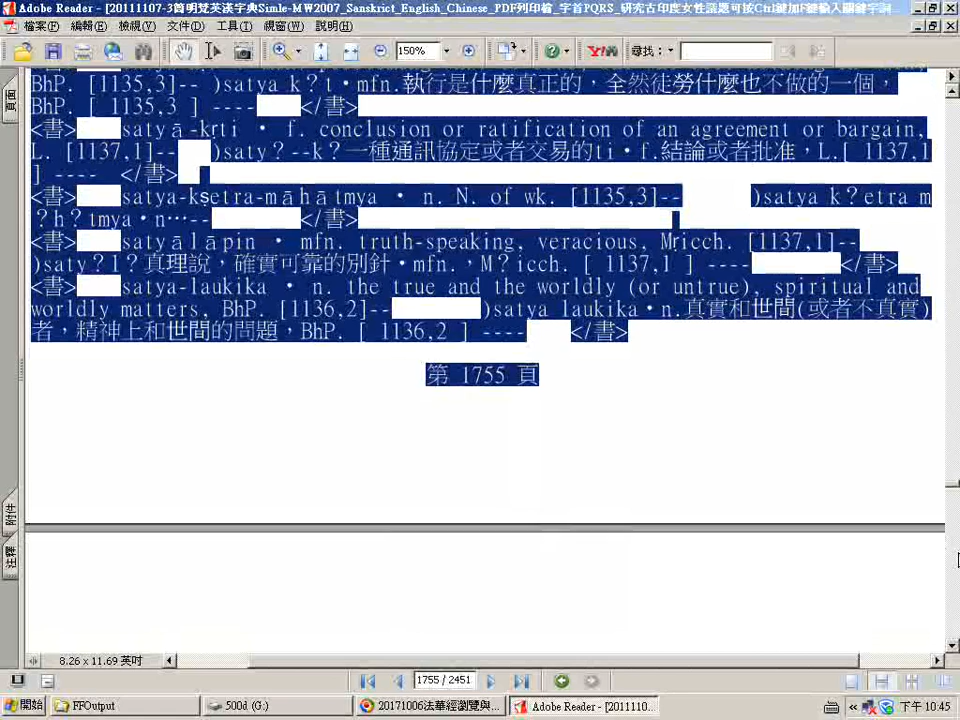 Adobe Reader - [20111107-3簡明梵英漢字典Simle-MW2007_Sanskrict_English_Chinese_PDF列印檔_字首PQRS_研究古印度女性議題可按Ctrl鍵加F鍵輸入關鍵字詞
檔案(F) 編輯(E) 檢視(V) 文件(D) 工具(T) 視窗(W) 說明(H)
150% Y! 尋找：
BhP. [1135,3]-- )satya k？t・mfn.執行是什麼真正的，全然徒勞什麼也不做的一個，
BhP. [ 1135,3 ] ---- </書>
<書> satyā-kṛti ・ f. conclusion or ratification of an agreement or bargain,
L. [1137,1]-- )saty？--k？一種通訊協定或者交易的ti・f.結論或者批准，L.[ 1137,1
] ---- </書>
<書> satya-kṣetra-māhātmya ・ n. N. of wk. [1135,3]-- )satya k？etra m
？h？tmya・n…-- </書>
<書> satyālāpin ・ mfn. truth-speaking, veracious, Mṛicch. [1137,1]--
)saty？l？真理說，確實可靠的別針・mfn.，M？icch. [ 1137,1 ] ---- </書>
<書> satya-laukika ・ n. the true and the worldly (or untrue), spiritual and
worldly matters, BhP. [1136,2]-- )satya laukika・n.真實和世間(或者不真實)
者，精神上和世間的問題，BhP. [ 1136,2 ] ---- </書>
第 1755 頁
頁面
附件
註釋
8.26 x 11.69 英吋
1755 / 2451
開始 FFOutput 500d (G:) 20171006法華經瀏覽與... Adobe Reader - [2011... 下午 10:45